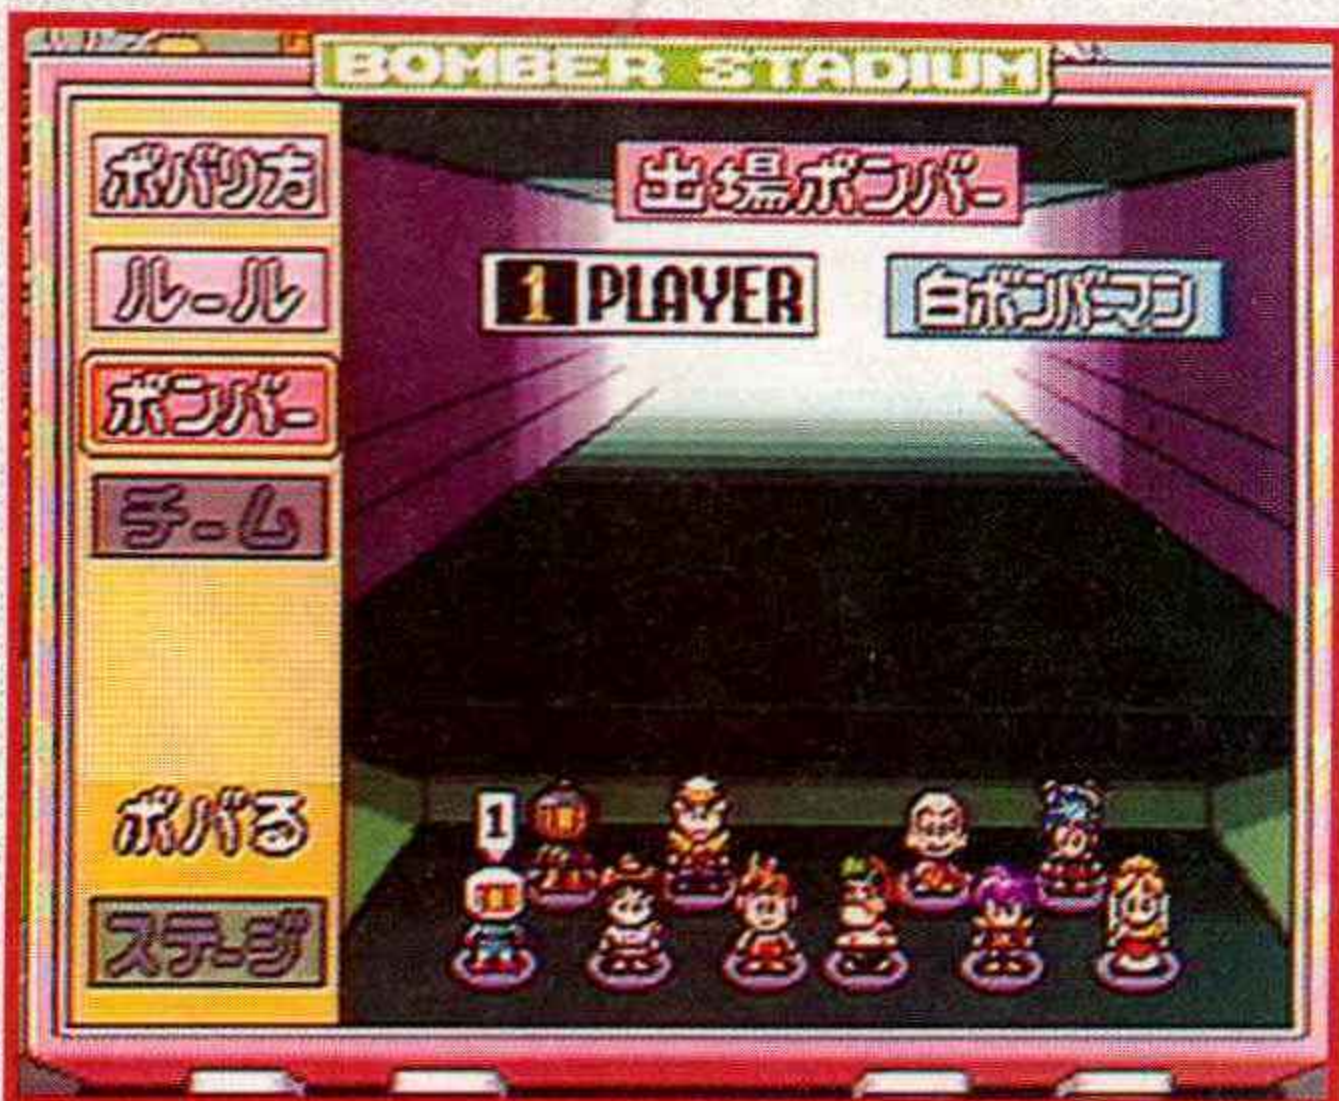 BOMBER STADIUM
ボバり方
ルール
ボンバー
チーム
ボバる
ステージ
出場ボンバー
1 PLAYER
白ボンバーマン
1